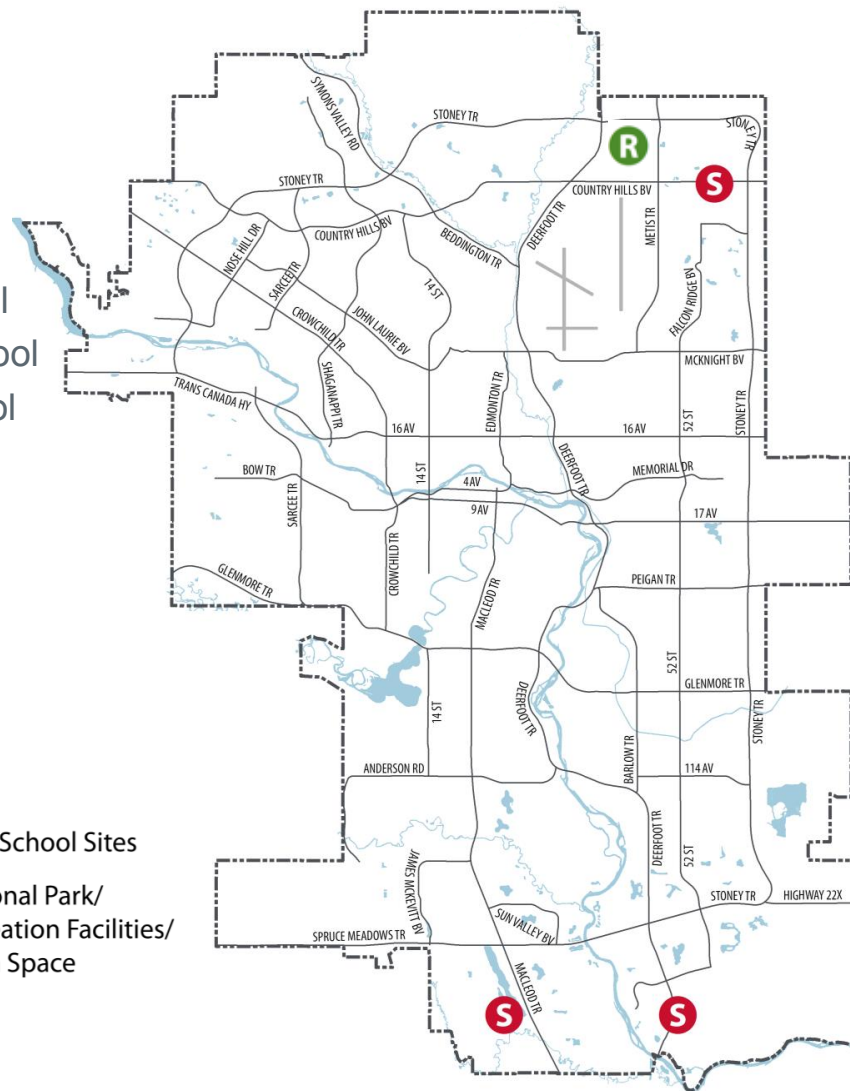 STONEY TR
STONEY TR
SYMONS VALLEY RD
R
S
STONEY TR
COUNTRY HILLS BV
COUNTRY HILLS BV
NOSE HILL DR
SARCEE TR
BEDDINGTON TR
DEERFOOT TR
METIS TR
14 ST
FALCON RIDGE BV
CROWCHILD TR
JOHN LAURIE BV
SHAGANAPPI TR
MCKNIGHT BV
TRANS CANADA HY
EDMONTON TR
52 ST
STONEY TR
16 AV
16 AV
BOW TR
SARCEE TR
14 ST
4 AV
9 AV
DEERFOOT TR
MEMORIAL DR
17 AV
CROWCHILD TR
GLENMORE TR
MACLEOD TR
PEIGAN TR
52 ST
14 ST
DEERFOOT TR
GLENMORE TR
STONEY TR
BARLOW TR
ANDERSON RD
114 AV
School Sites
onal Park/
ation Facilities/
Space
JAMES MCKEVITT BV
DEERFOOT TR
52 ST
STONEY TR
HIGHWAY 22X
SUN VALLEY BV
SPRUCE MEADOWS TR
MACLEOD TR
S
S